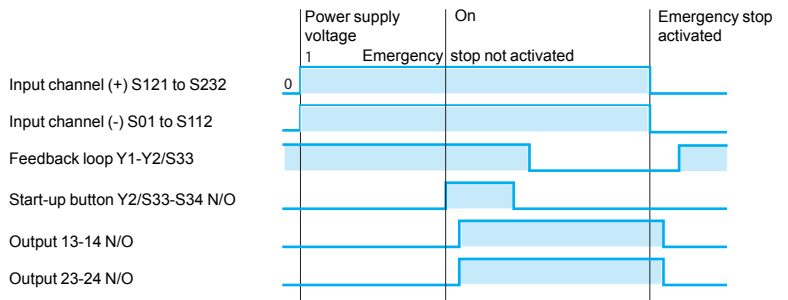 Power supply
voltage
On
Emergency stop
activated
1
Emergency stop not activated
Input channel (+) S121 to S232
0
Input channel (-) S01 to S112
Feedback loop Y1-Y2/S33
Start-up button Y2/S33-S34 N/O
Output 13-14 N/O
Output 23-24 N/O